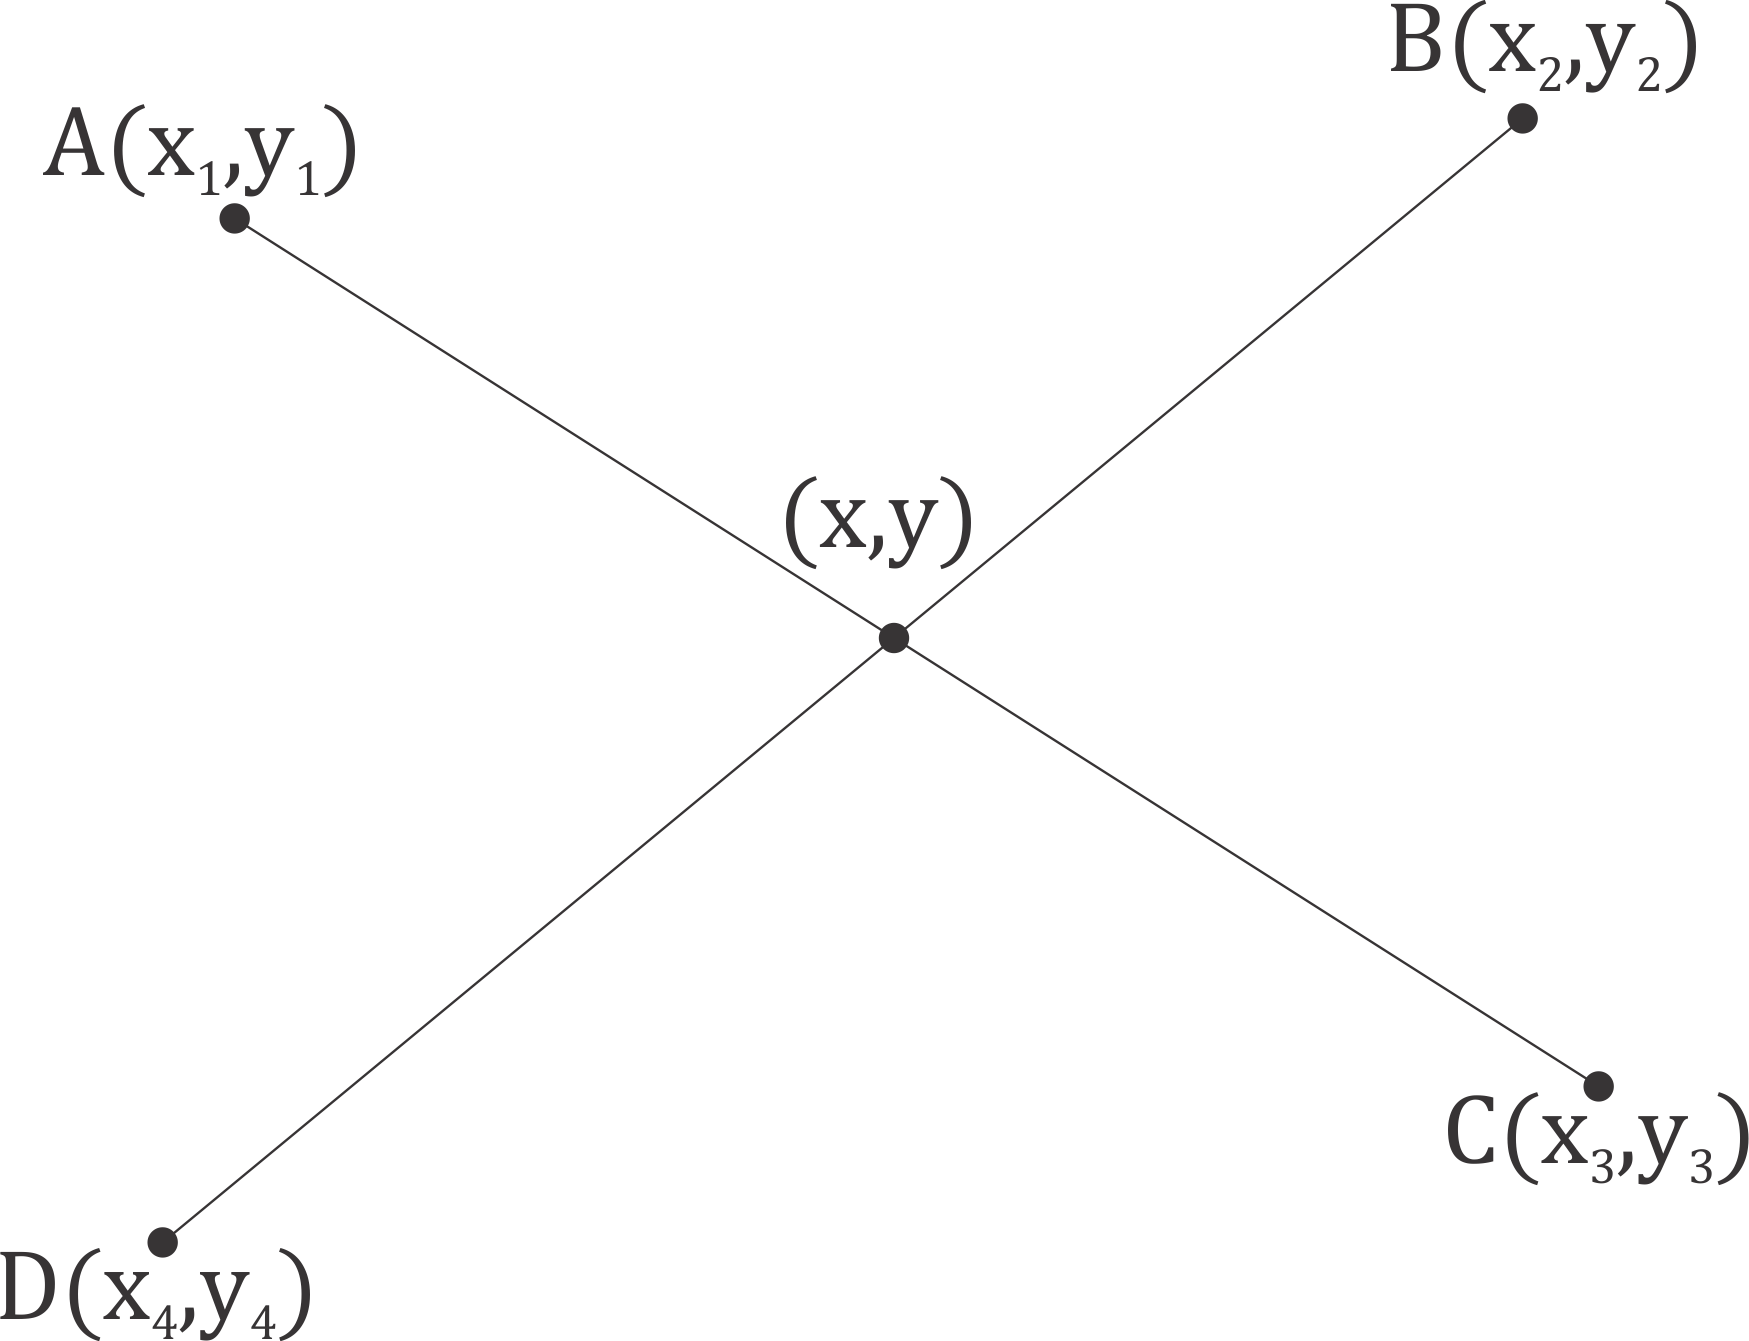 B(x₂,y₂)
A(x₁,y₁)
(x,y)
C(x₃,y₃)
D(x₄,y₄)